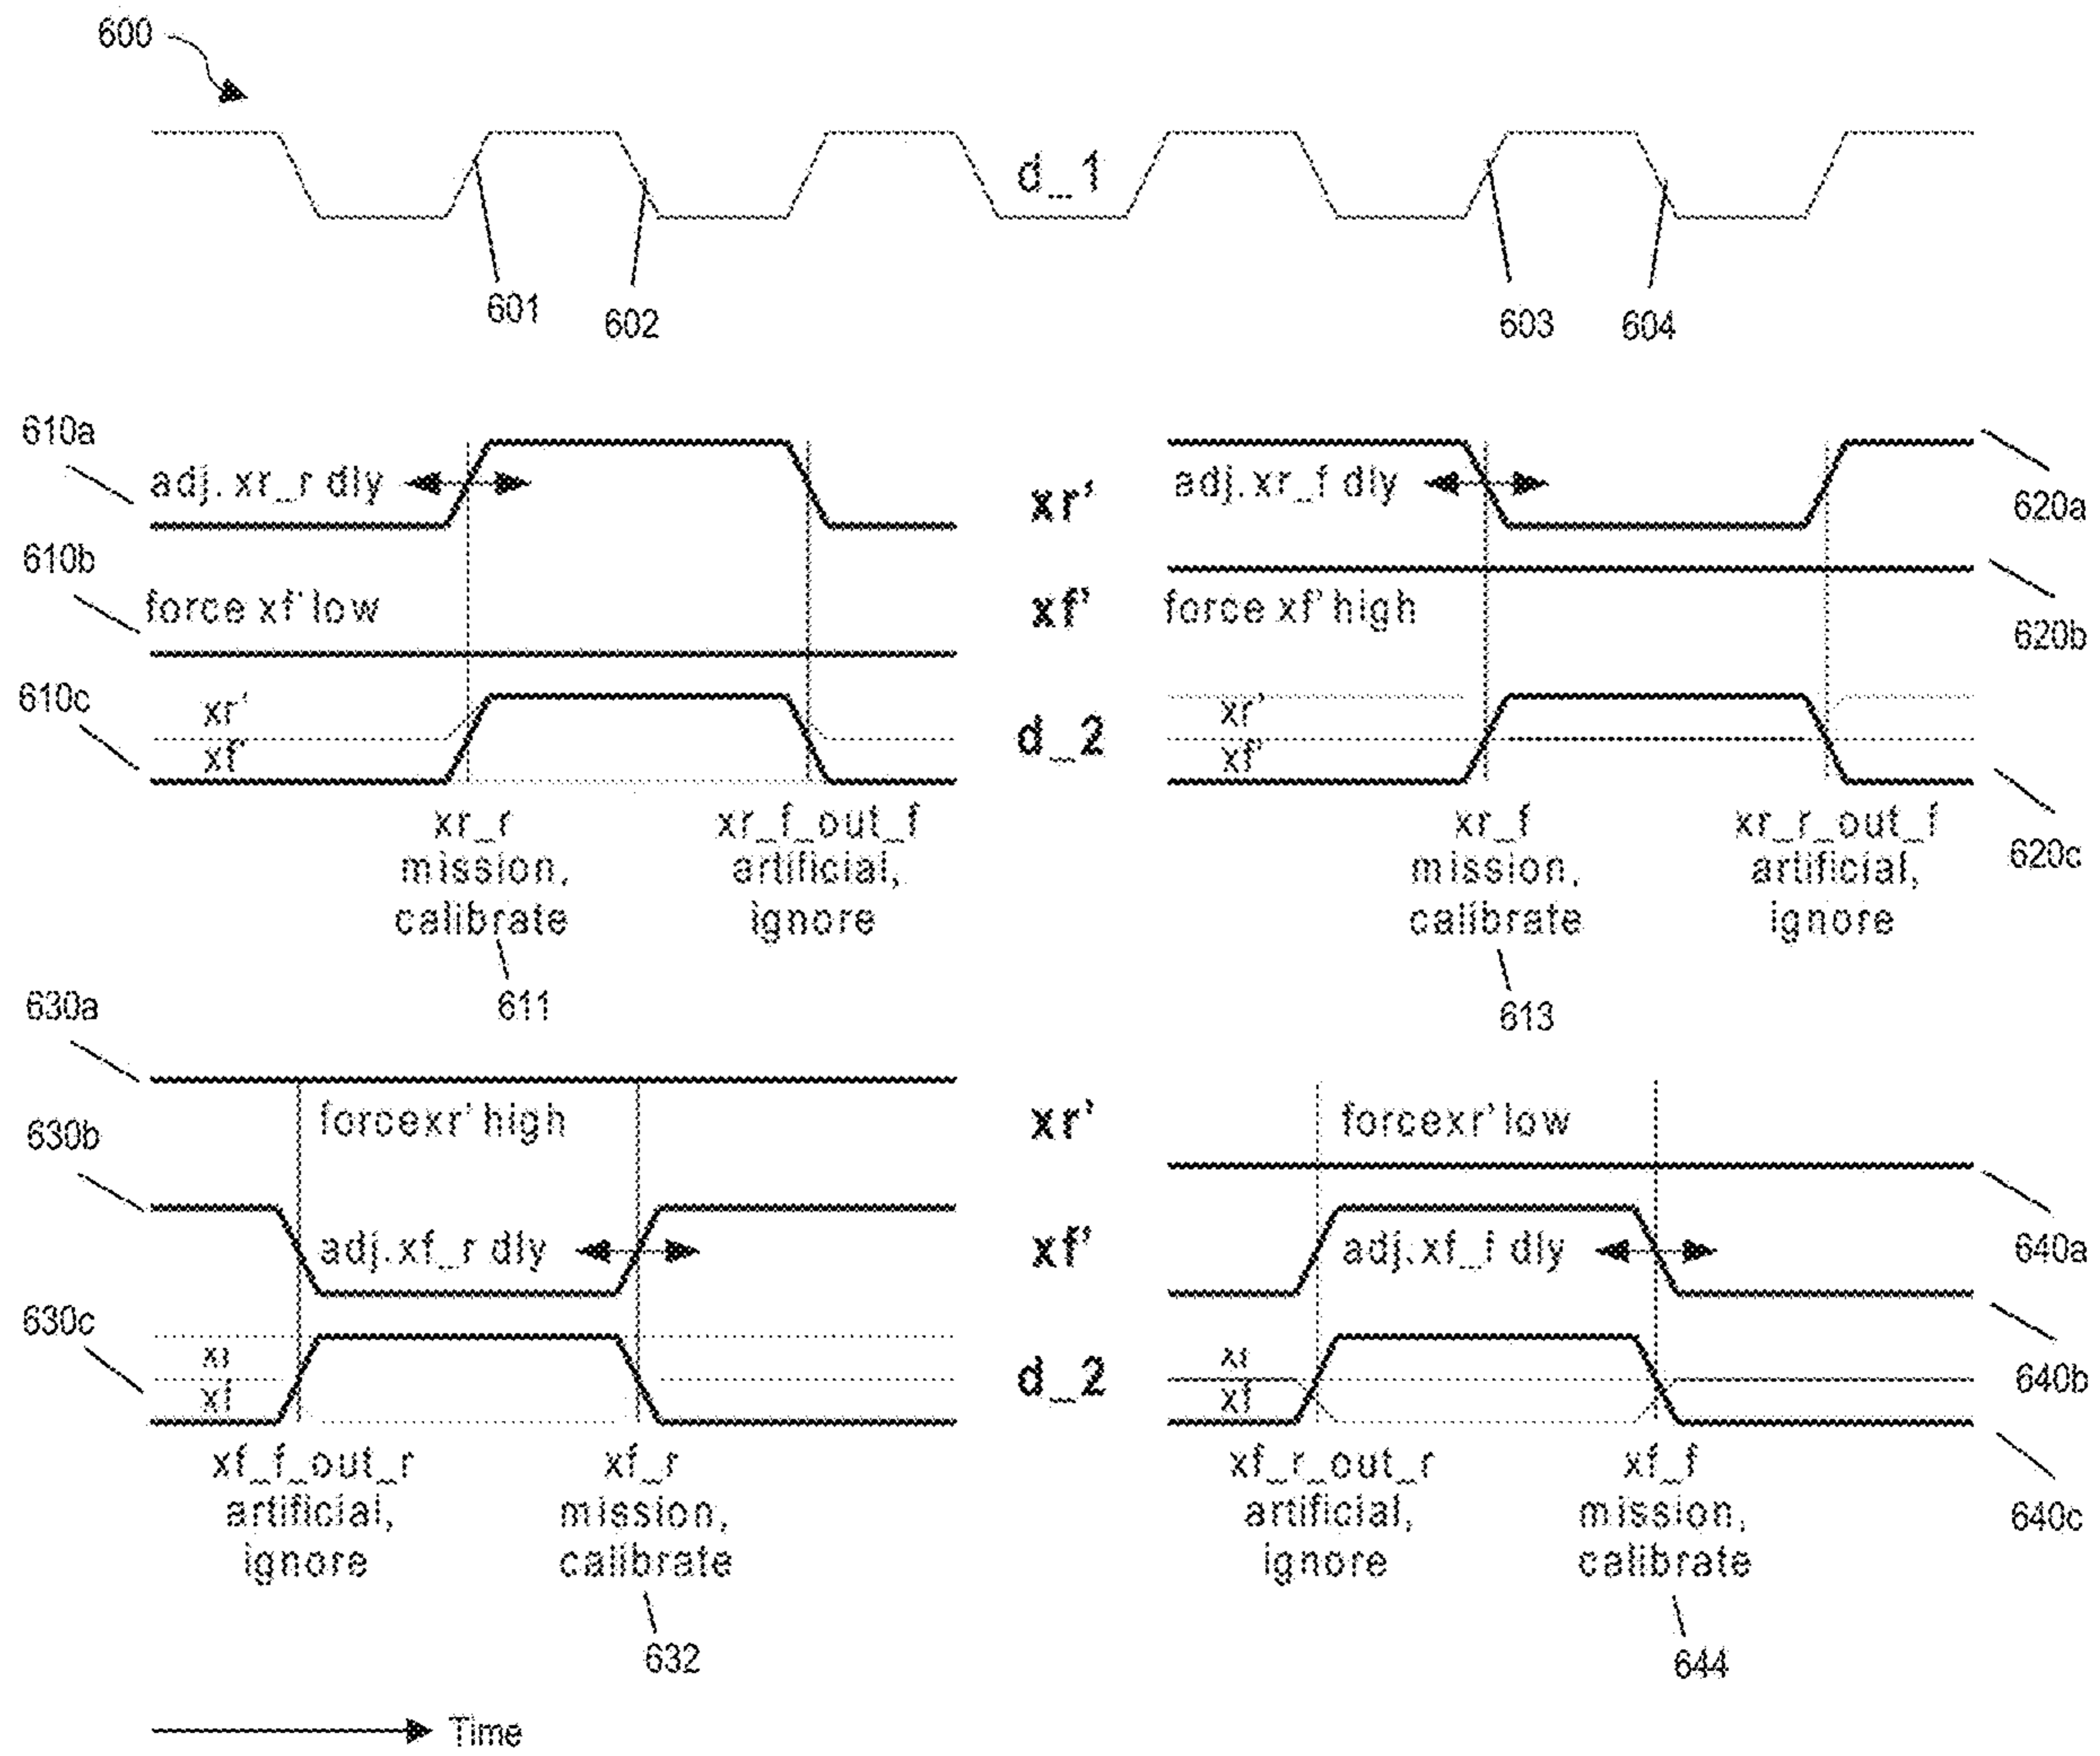 600
d_1
601
602
603
604
610a
adj. xr_r dly
xr'
adj. xr_f dly
620a
610b
force xf' low
xf'
force xf' high
620b
610c
xr'
xf'
d_2
xr'
xf'
620c
xr_r
mission,
calibrate
611
xr_f_out_f
artificial,
ignore
xr_f
mission,
calibrate
613
xr_r_out_f
artificial,
ignore
630a
force xr' high
xr'
force xr' low
640a
630b
adj. xf_r dly
xf'
adj. xf_f dly
640b
630c
xr
xf
d_2
xr
xf
640c
xf_f_out_r
artificial,
ignore
xf_r
mission,
calibrate
632
xf_r_out_r
artificial,
ignore
xf_f
mission,
calibrate
644
Time